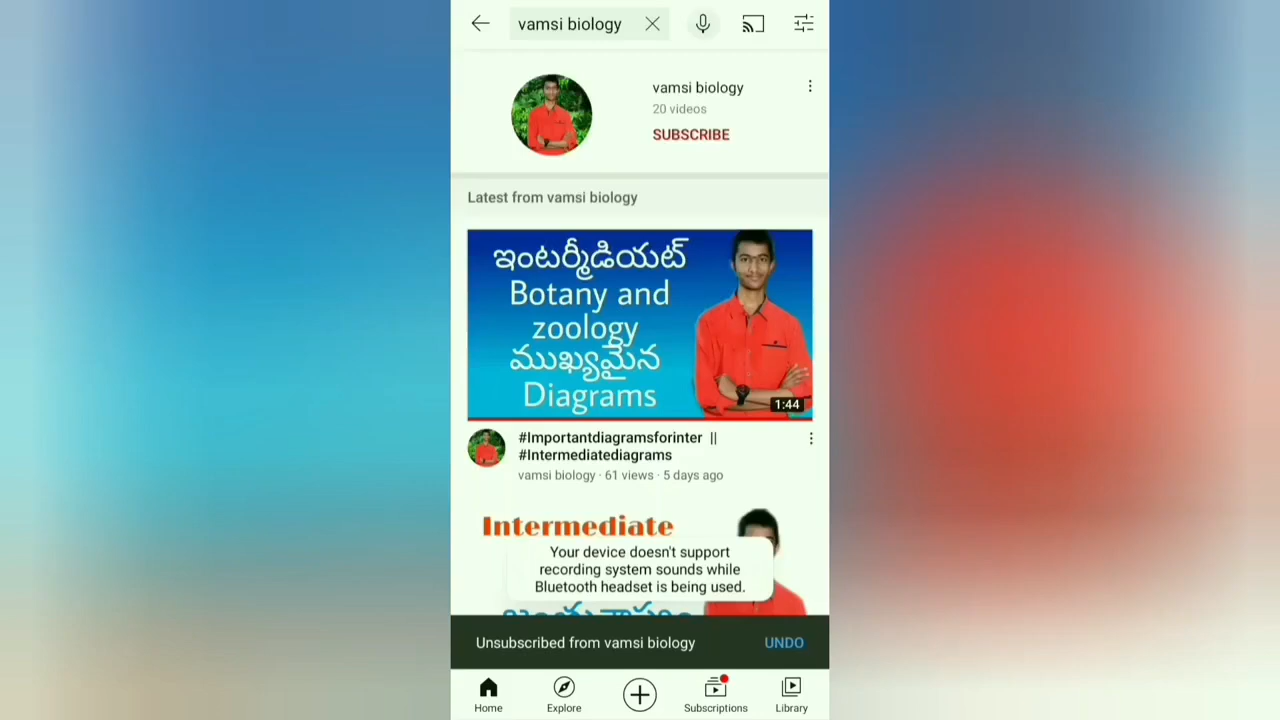 vamsi biology
vamsi biology
20 videos
SUBSCRIBE
Latest from vamsi biology
ఇంటర్మీడియట్
Botany and
zoology
ముఖ్యమైన
Diagrams
1:44
#Importantdiagramsforinter ||
#Intermediatediagrams
vamsi biology · 61 views · 5 days ago
Intermediate
Your device doesn't support
recording system sounds while
Bluetooth headset is being used.
Unsubscribed from vamsi biology UNDO
Home Explore Subscriptions Library